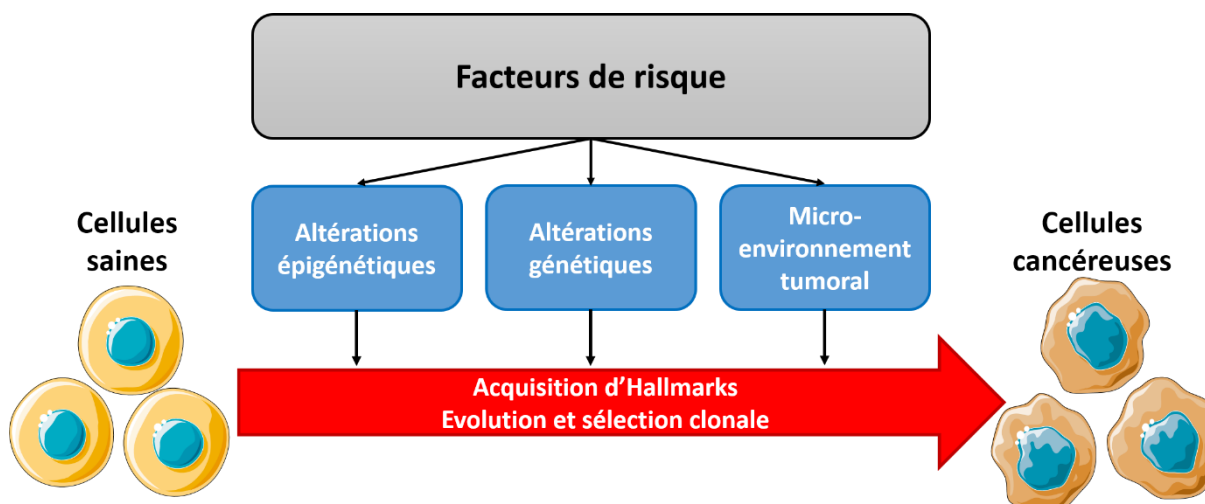 Facteurs de risque
Cellules
saines
Altérations
épigénétiques
Altérations
génétiques
Micro-
environnement
tumoral
Cellules
cancéreuses
Acquisition d’Hallmarks
Evolution et sélection clonale